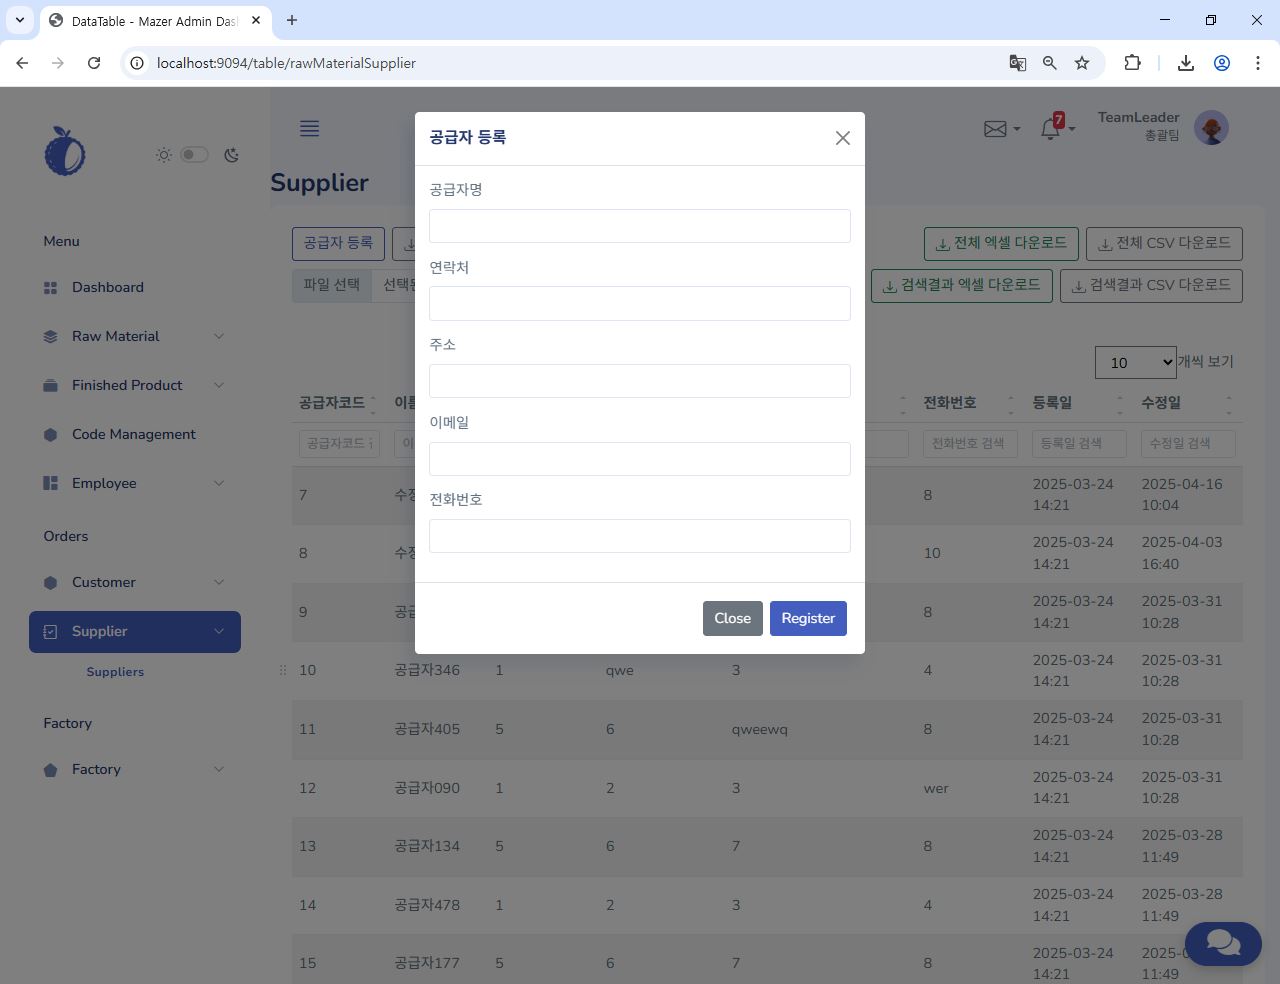 DataTable - Mazer Admin Das
localhost:9094/table/rawMaterialSupplier
7
TeamLeader
총괄팀
Supplier
Menu
Dashboard
Raw Material
Finished Product
Code Management
Employee
Orders
Customer
Supplier
Suppliers
Factory
Factory
공급자 등록
전체 엑셀 다운로드
전체 CSV 다운로드
파일 선택
검색결과 엑셀 다운로드
검색결과 CSV 다운로드
10 개씩 보기
공급자코드 전화번호 등록일 수정일
공급자코드 전화번호 검색 등록일 검색 수정일 검색
7 8 2025-03-24 14:21 2025-04-16 10:04
8 10 2025-03-24 14:21 2025-04-03 16:40
9 8 2025-03-24 14:21 2025-03-31 10:28
10 공급자346 1 qwe 3 4 2025-03-24 14:21 2025-03-31 10:28
11 공급자405 5 6 qweewq 8 2025-03-24 14:21 2025-03-31 10:28
12 공급자090 1 2 3 wer 2025-03-24 14:21 2025-03-31 10:28
13 공급자134 5 6 7 8 2025-03-24 14:21 2025-03-28 11:49
14 공급자478 1 2 3 4 2025-03-24 14:21 2025-03-28 11:49
15 공급자177 5 6 7 8 2025-03-24 14:21 11:49
공급자 등록
공급자명
연락처
주소
이메일
전화번호
Close
Register